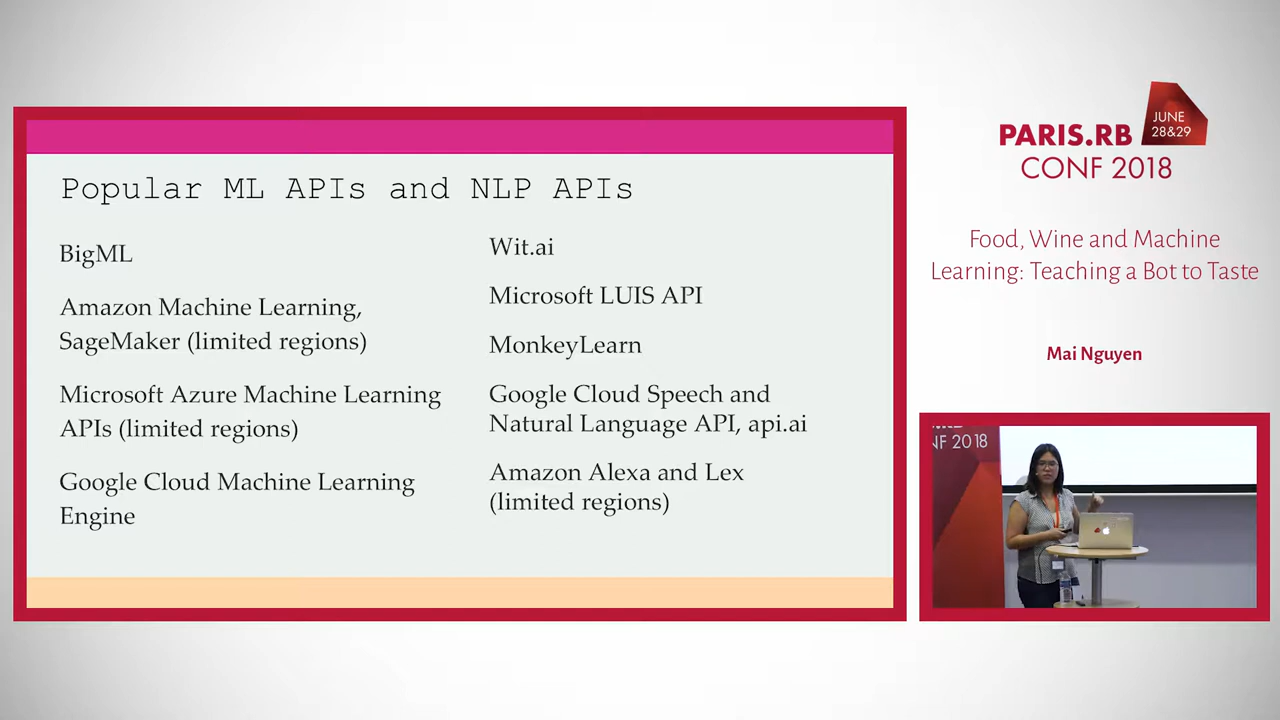 Popular ML APIs and NLP APIs
BigML
Amazon Machine Learning,
SageMaker (limited regions)
Microsoft Azure Machine Learning
APIs (limited regions)
Google Cloud Machine Learning
Engine
Wit.ai
Microsoft LUIS API
MonkeyLearn
Google Cloud Speech and
Natural Language API, api.ai
Amazon Alexa and Lex
(limited regions)
JUNE
28&29
PARIS.RB
CONF 2018
Food, Wine and Machine
Learning: Teaching a Bot to Taste
Mai Nguyen
NF 2018